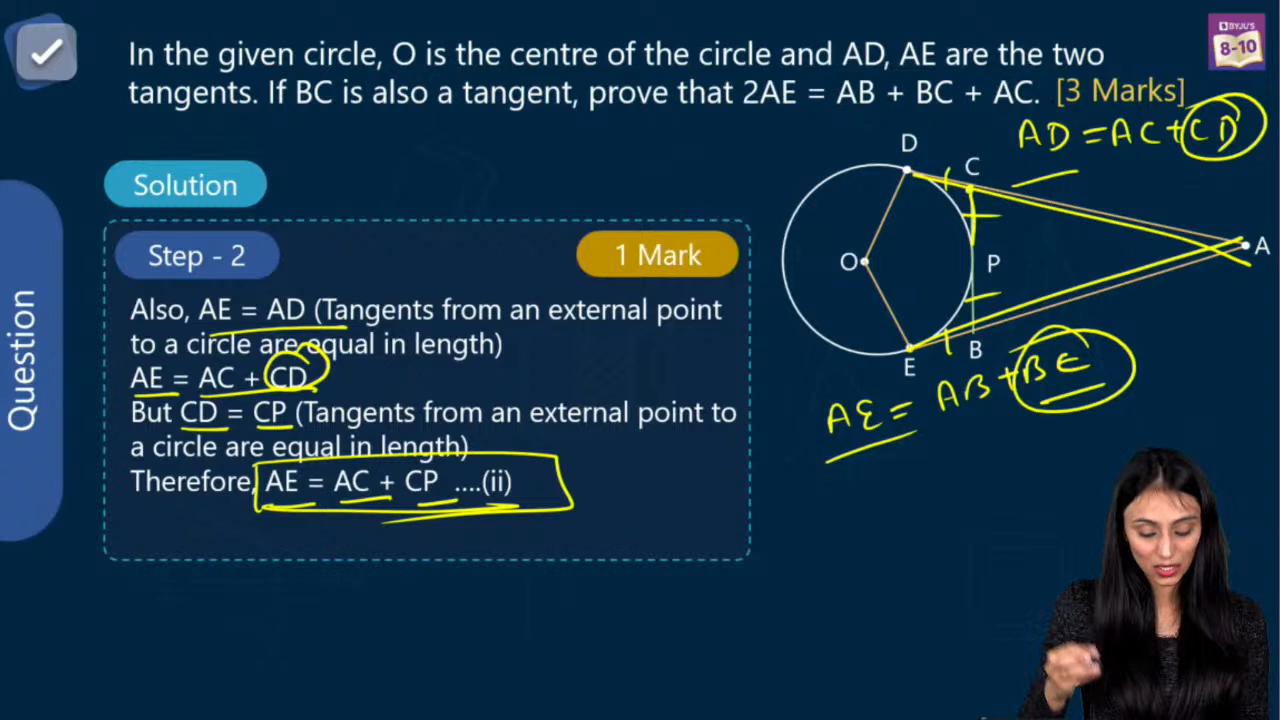 In the given circle, O is the centre of the circle and AD, AE are the two
tangents. If BC is also a tangent, prove that 2AE = AB + BC + AC. [3 Marks]
BYJU'S
8-10
AD = AC + CD
Solution
Step - 2
1 Mark
Also, AE = AD (Tangents from an external point
to a circle are equal in length)
AE = AC + CD
But CD = CP (Tangents from an external point to
a circle are equal in length)
Therefore, AE = AC + CP ....(ii)
D
C
A
O
P
B
E
AE = AB + BE
Question